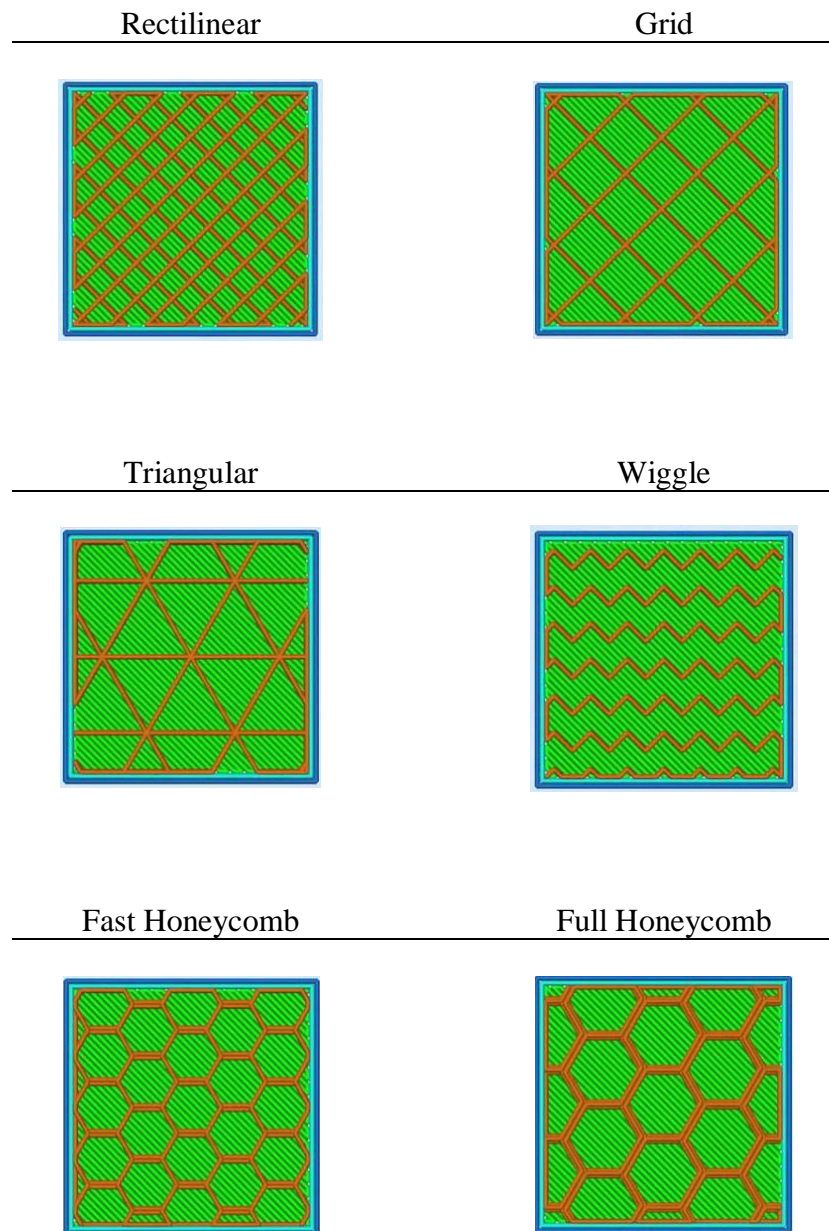 Rectilinear
Grid
Triangular
Wiggle
Fast Honeycomb
Full Honeycomb